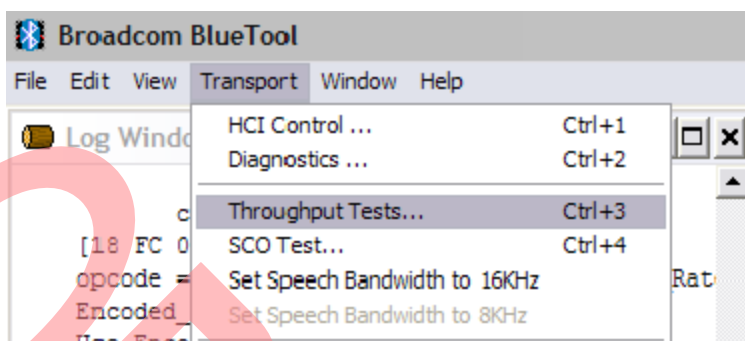 Broadcom BlueTool
File Edit View Transport Window Help
Log Windo
HCI Control ... Ctrl+1
Diagnostics ... Ctrl+2
c
Throughput Tests... Ctrl+3
[18 FC 0
SCO Test... Ctrl+4
opcode =
Set Speech Bandwidth to 16KHz
Rat
Encoded_
Set Speech Bandwidth to 8KHz